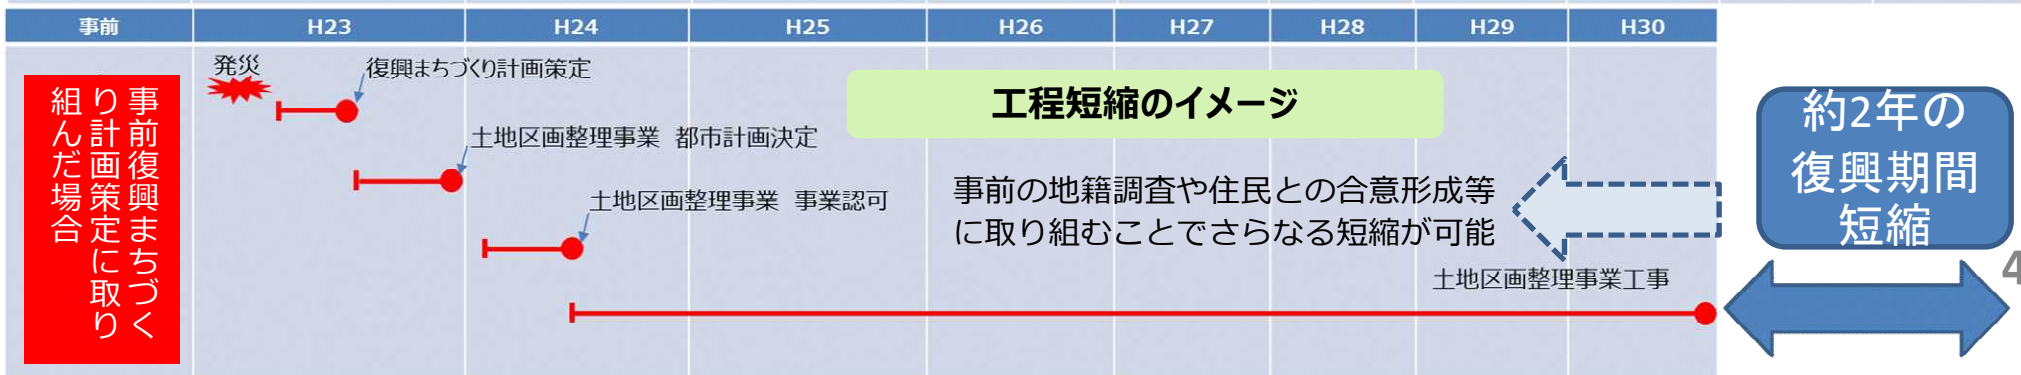 事前 H23 H24 H25 H26 H27 H28 H29 H30
発災
復興まちづくり計画策定
土地区画整理事業 都市計画決定
土地区画整理事業 事業認可
土地区画整理事業工事
事前復興まちづく
り計画策定に取り
組んだ場合
工程短縮のイメージ
事前の地籍調査や住民との合意形成等
に取り組むことでさらなる短縮が可能
約2年の
復興期間
短縮
4